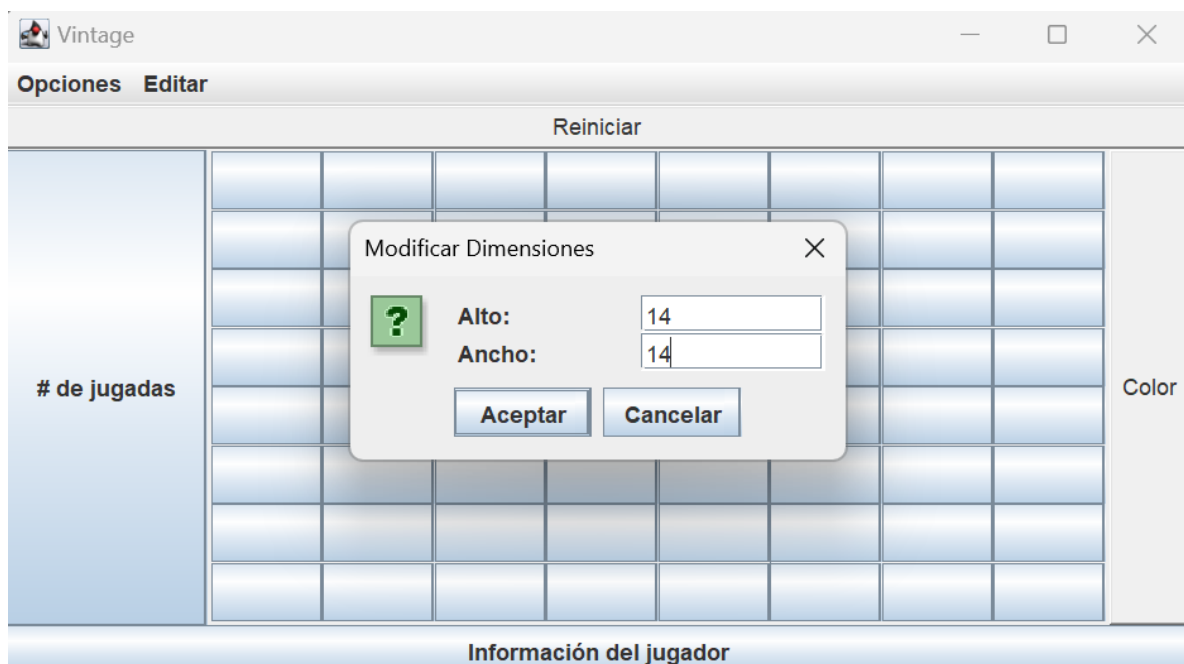 Vintage
Opciones Editar
Reiniciar
Modificar Dimensiones
? Alto: 14
Ancho: 14
Aceptar Cancelar
# de jugadas
Color
Información del jugador